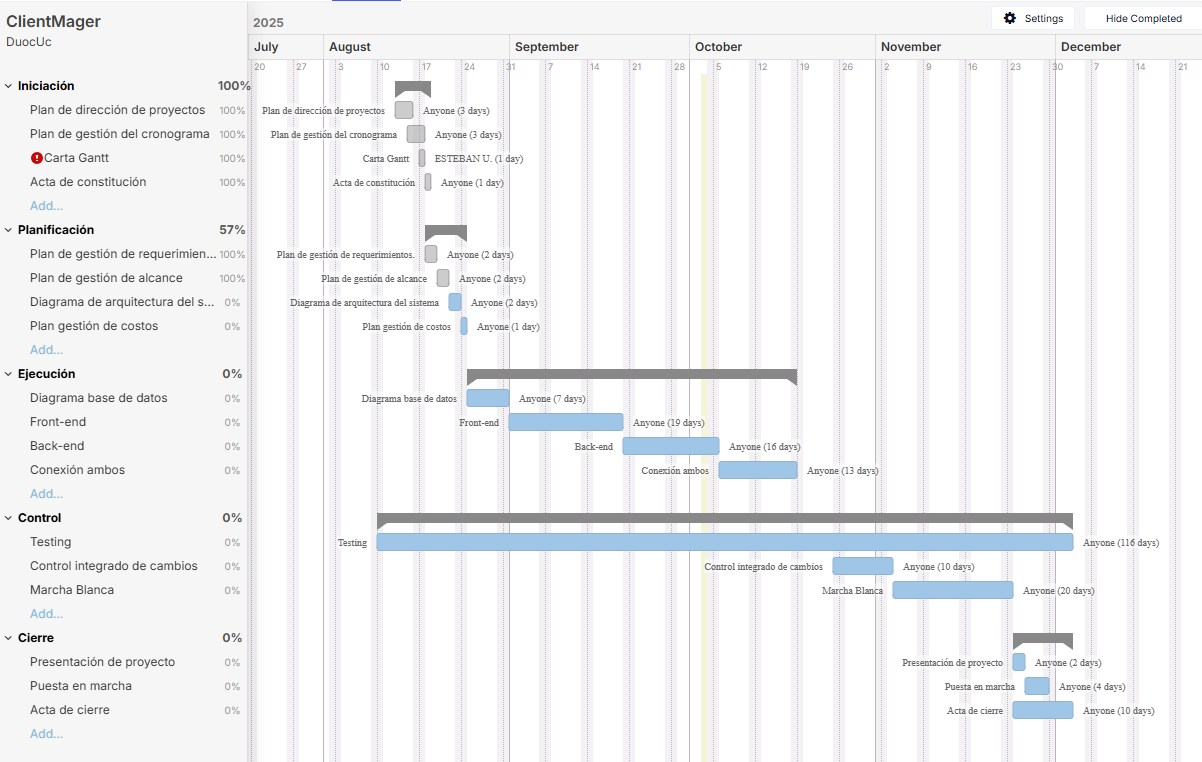 ClientMager
DuocUc
2025
Settings
Hide Completed
July August September October November December
20 27 3 10 17 24 31 7 14 21 28 5 12 19 26 2 9 16 23 30 7 14 21
Iniciación 100%
Plan de dirección de proyectos 100% Plan de dirección de proyectos Anyone (3 days)
Plan de gestión del cronograma 100% Plan de gestión del cronograma Anyone (3 days)
Carta Gantt 100% Carta Gantt ESTEBAN U. (1 day)
Acta de constitución 100% Acta de constitución Anyone (1 day)
Add...
Planificación 57%
Plan de gestión de requerimien... 100% Plan de gestión de requerimientos. Anyone (2 days)
Plan de gestión de alcance 100% Plan de gestión de alcance Anyone (2 days)
Diagrama de arquitectura del s... 0% Diagrama de arquitectura del sistema Anyone (2 days)
Plan gestión de costos 0% Plan gestión de costos Anyone (1 day)
Add...
Ejecución 0%
Diagrama base de datos 0% Diagrama base de datos Anyone (7 days)
Front-end 0% Front-end Anyone (19 days)
Back-end 0% Back-end Anyone (16 days)
Conexión ambos 0% Conexión ambos Anyone (13 days)
Add...
Control 0%
Testing 0% Testing Anyone (116 days)
Control integrado de cambios 0% Control integrado de cambios Anyone (10 days)
Marcha Blanca 0% Marcha Blanca Anyone (20 days)
Add...
Cierre 0%
Presentación de proyecto 0% Presentación de proyecto Anyone (2 days)
Puesta en marcha 0% Puesta en marcha Anyone (4 days)
Acta de cierre 0% Acta de cierre Anyone (10 days)
Add...